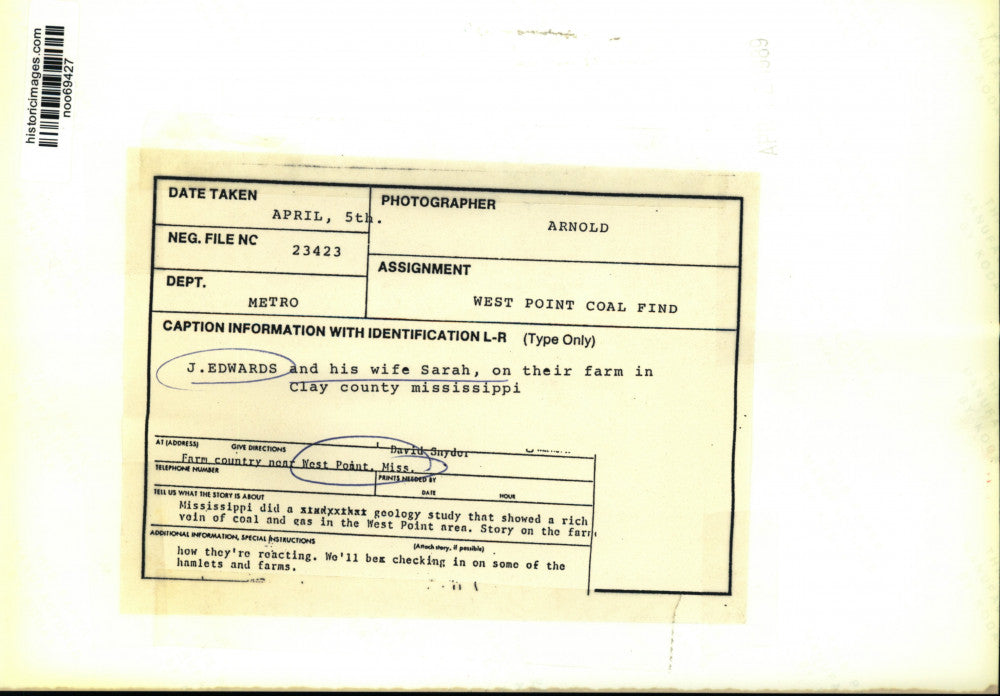 historicimages.com
noo69427
DATE TAKEN
APRIL, 5th.
PHOTOGRAPHER
ARNOLD
NEG. FILE NO
23423
ASSIGNMENT
WEST POINT COAL FIND
DEPT.
METRO
CAPTION INFORMATION WITH IDENTIFICATION L-R (Type Only)
J.EDWARDS and his wife Sarah, on their farm in
Clay county mississippi
AT (ADDRESS) GIVE DIRECTIONS
David Snyder
Farm country near West Point, Miss.
TELEPHONE NUMBER
PRINTS NEEDED BY
DATE HOUR
TELL US WHAT THE STORY IS ABOUT
Mississippi did a geology study that showed a rich
vein of coal and gas in the West Point area. Story on the farm
ADDITIONAL INFORMATION, SPECIAL INSTRUCTIONS (Attach story, if possible)
how they're reacting. We'll bex checking in on some of the
hamlets and farms.